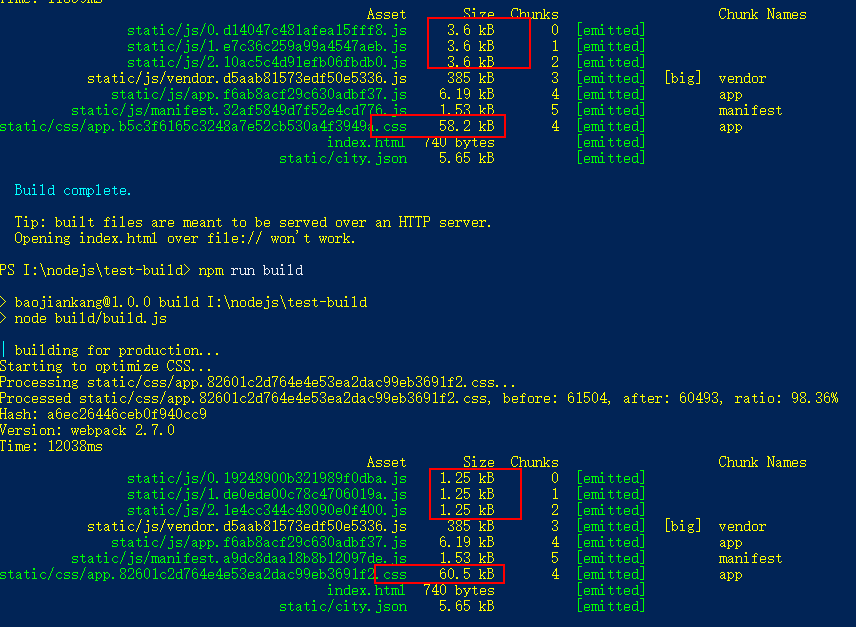 Asset Size Chunks Chunk Names
static/js/0.d14047c481afea15fff8.js 3.6 kB 0 [emitted]
static/js/1.e7c36c259a99a4547aeb.js 3.6 kB 1 [emitted]
static/js/2.10ac5c4d91efb06fbdb0.js 3.6 kB 2 [emitted]
static/js/vendor.d5aab81573edf50e5336.js 385 kB 3 [emitted] [big] vendor
static/js/app.f6ab8acf29c630adbf37.js 6.19 kB 4 [emitted] app
static/js/manifest.32af5849d7f52e4cd776.js 1.53 kB 5 [emitted] manifest
static/css/app.b5c3f6165c3248a7e52cb530a4f3949a.css 58.2 kB 4 [emitted] app
index.html 740 bytes [emitted]
static/city.json 5.65 kB [emitted]
Build complete.
Tip: built files are meant to be served over an HTTP server.
Opening index.html over file:// won't work.
PS I:\nodejs\test-build> npm run build
> baojiankang@1.0.0 build I:\nodejs\test-build
> node build/build.js
| building for production...
Starting to optimize CSS...
Processing static/css/app.82601c2d764e4e53ea2dac99eb3691f2.css...
Processed static/css/app.82601c2d764e4e53ea2dac99eb3691f2.css, before: 61504, after: 60493, ratio: 98.36%
Hash: a6ec26446ceb0f940cc9
Version: webpack 2.7.0
Time: 12038ms
Asset Size Chunks Chunk Names
static/js/0.19248900b321989f0dba.js 1.25 kB 0 [emitted]
static/js/1.de0ede00c78c4706019a.js 1.25 kB 1 [emitted]
static/js/2.1e4cc344c48090e0f400.js 1.25 kB 2 [emitted]
static/js/vendor.d5aab81573edf50e5336.js 385 kB 3 [emitted] [big] vendor
static/js/app.f6ab8acf29c630adbf37.js 6.19 kB 4 [emitted] app
static/js/manifest.a9dc8daa18b8b12097de.js 1.53 kB 5 [emitted] manifest
static/css/app.82601c2d764e4e53ea2dac99eb3691f2.css 60.5 kB 4 [emitted] app
index.html 740 bytes [emitted]
static/city.json 5.65 kB [emitted]